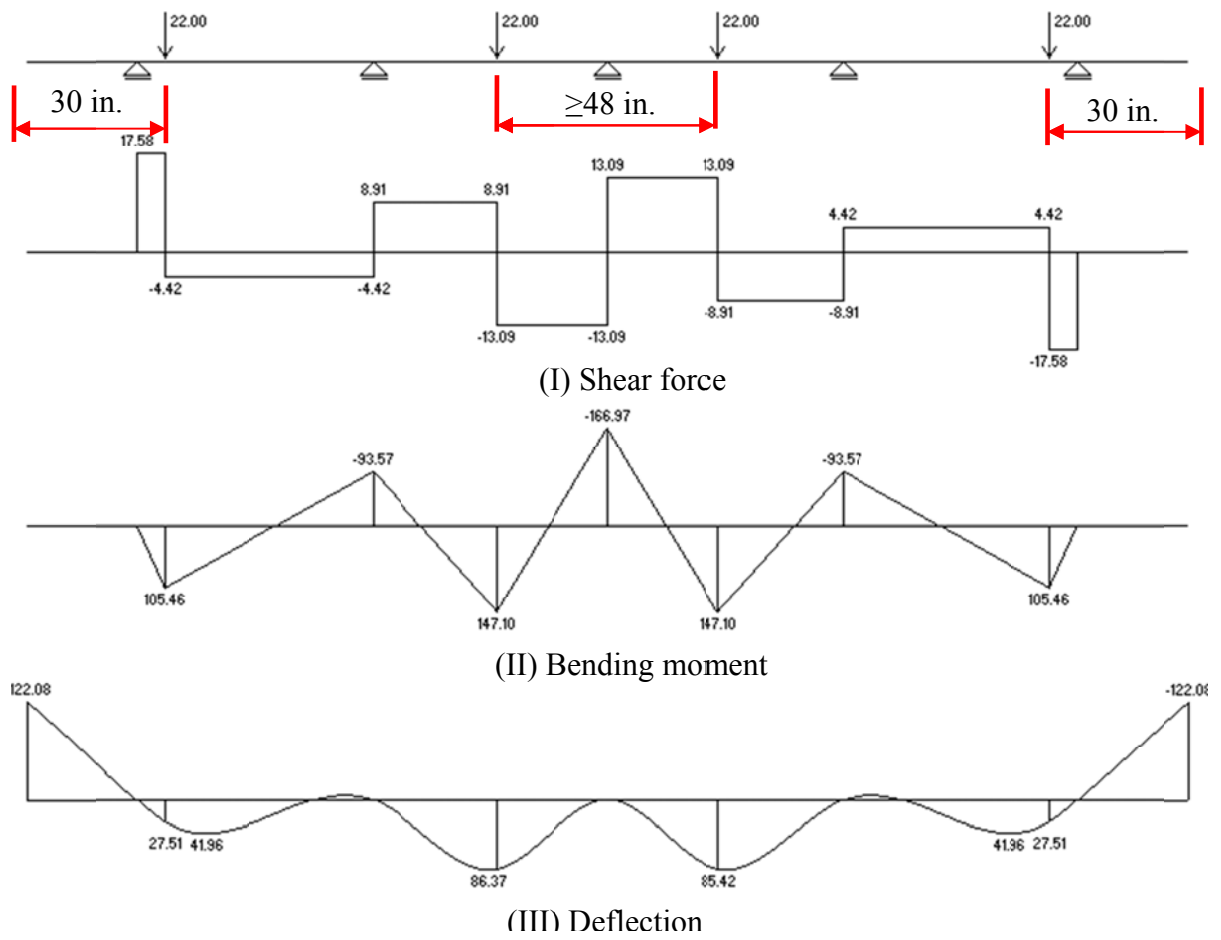 22.00 22.00 22.00 22.00
30 in. ≥48 in. 30 in.
17.58 13.09 13.09
8.91 8.91 4.42 4.42
-4.42 -4.42 -8.91 -8.91
-13.09 -13.09 -17.58
(I) Shear force
-166.97
-93.57 -93.57
105.46 147.10 147.10 105.46
(II) Bending moment
122.08 -122.08
27.51 41.96 41.96 27.51
86.37 85.42
(III) Deflection